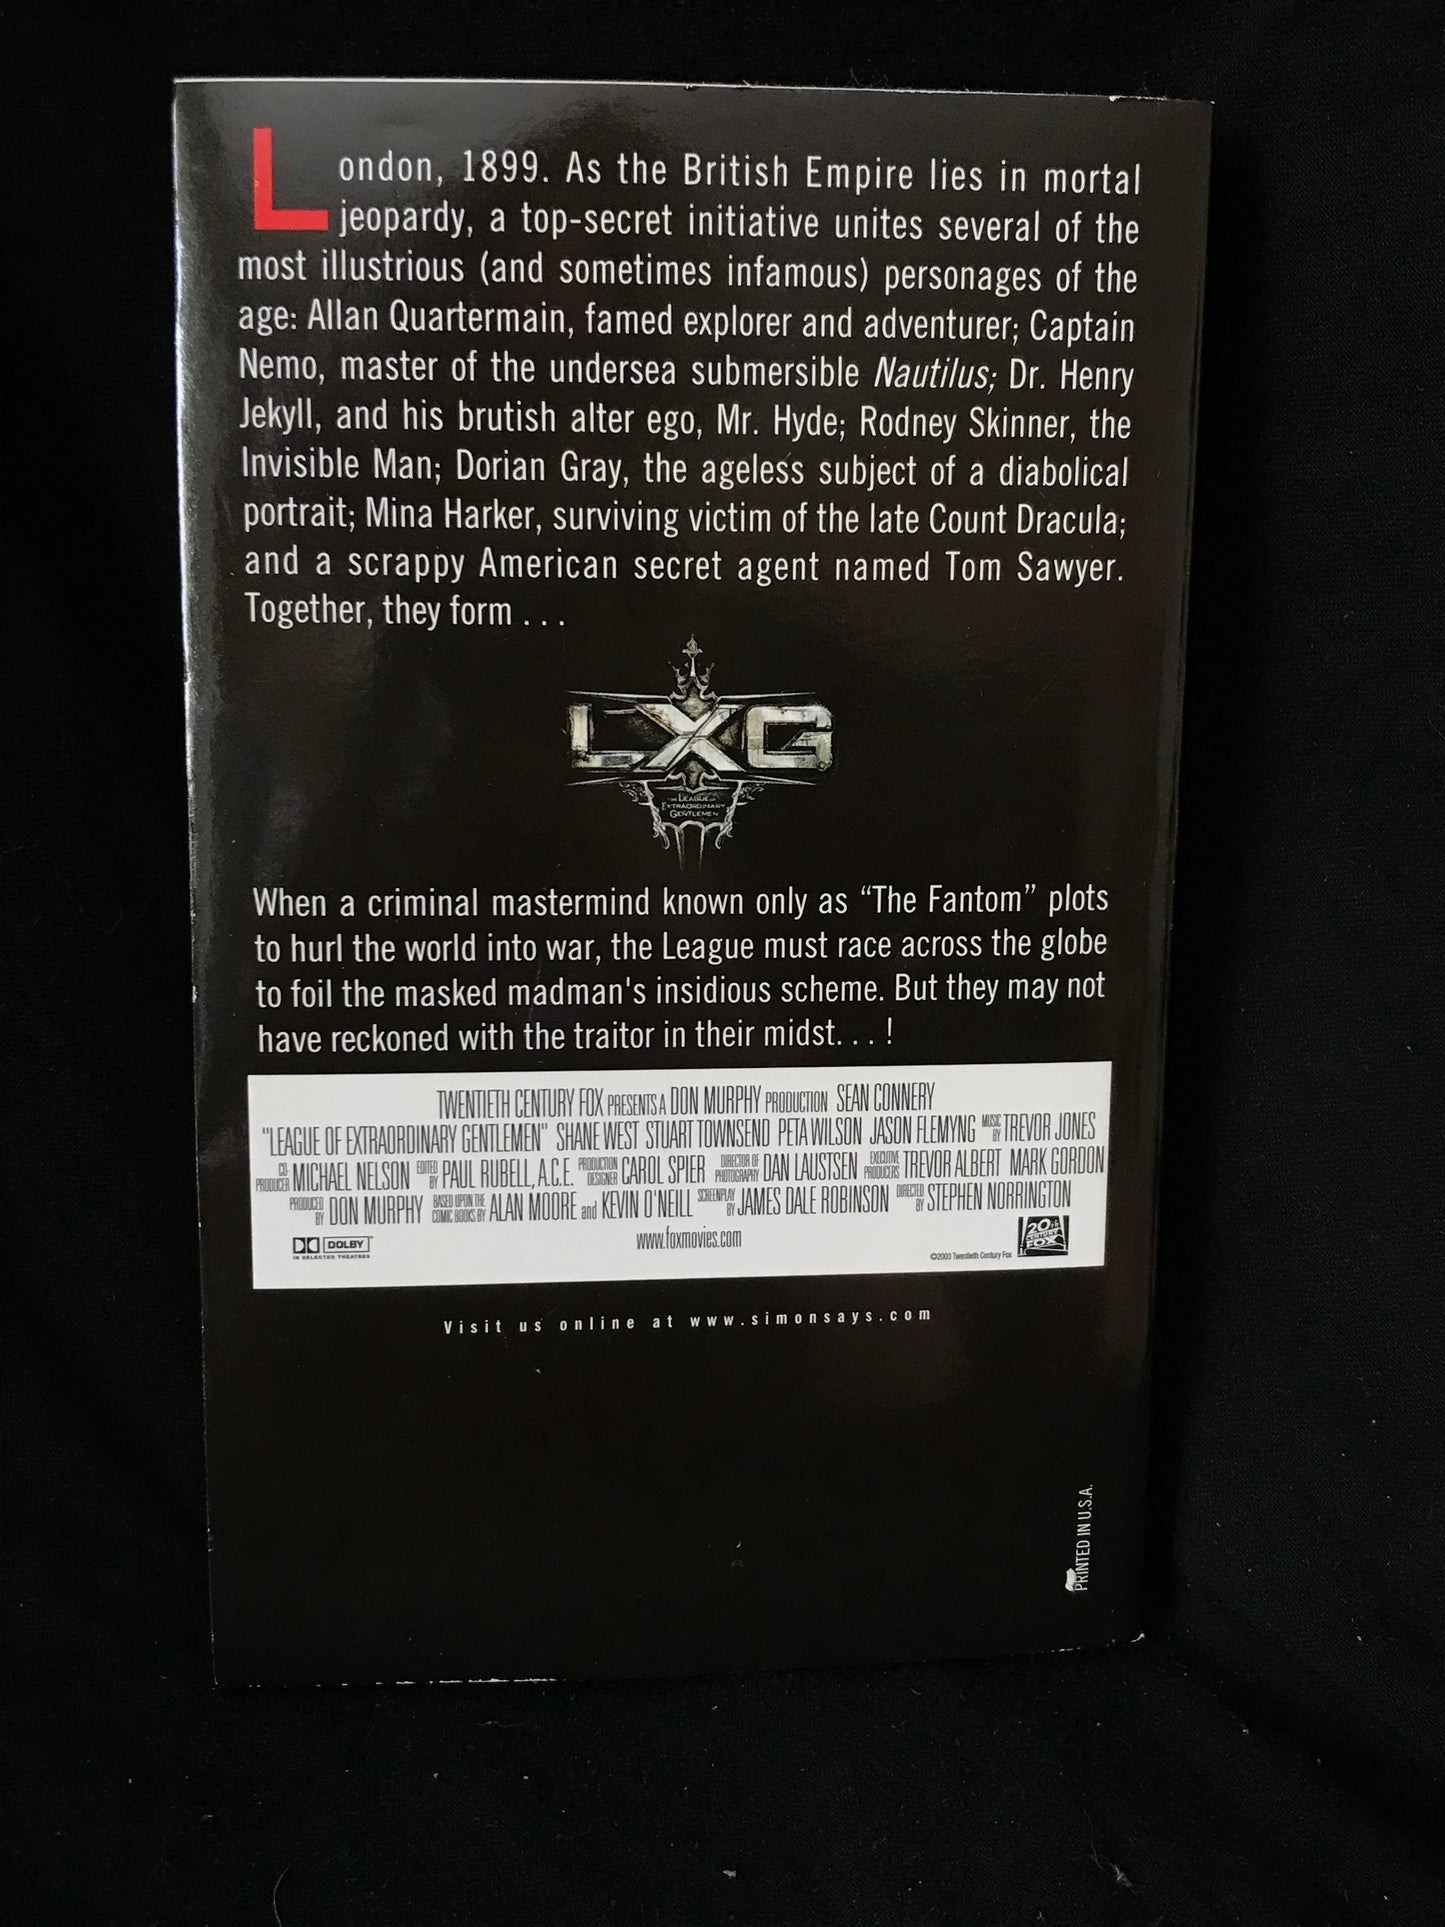 London, 1899. As the British Empire lies in mortal
jeopardy, a top-secret initiative unites several of the
most illustrious (and sometimes infamous) personages of the
age: Allan Quartermain, famed explorer and adventurer; Captain
Nemo, master of the undersea submersible Nautilus; Dr. Henry
Jekyll, and his brutish alter ego, Mr. Hyde; Rodney Skinner, the
Invisible Man; Dorian Gray, the ageless subject of a diabolical
portrait; Mina Harker, surviving victim of the late Count Dracula;
and a scrappy American secret agent named Tom Sawyer.
Together, they form . . .
LXG
THE LEAGUE OF
EXTRAORDINARY
GENTLEMEN
When a criminal mastermind known only as “The Fantom” plots
to hurl the world into war, the League must race across the globe
to foil the masked madman's insidious scheme. But they may not
have reckoned with the traitor in their midst. . . !
TWENTIETH CENTURY FOX PRESENTS A DON MURPHY PRODUCTION SEAN CONNERY
"LEAGUE OF EXTRAORDINARY GENTLEMEN" SHANE WEST STUART TOWNSEND PETA WILSON JASON FLEMYNG MUSIC BY TREVOR JONES
CO-PRODUCER MICHAEL NELSON EDITED BY PAUL RUBELL, A.C.E. PRODUCTION DESIGNER CAROL SPIER DIRECTOR OF PHOTOGRAPHY DAN LAUSTSEN EXECUTIVE PRODUCERS TREVOR ALBERT MARK GORDON
PRODUCED BY DON MURPHY BASED UPON THE COMIC BOOKS BY ALAN MOORE and KEVIN O'NEILL SCREENPLAY BY JAMES DALE ROBINSON DIRECTED BY STEPHEN NORRINGTON
DOLBY
IN SELECTED THEATRES
www.foxmovies.com
©2003 Twentieth Century Fox
20th
CENTURY
FOX
Visit us online at www.simonsays.com
PRINTED IN U.S.A.